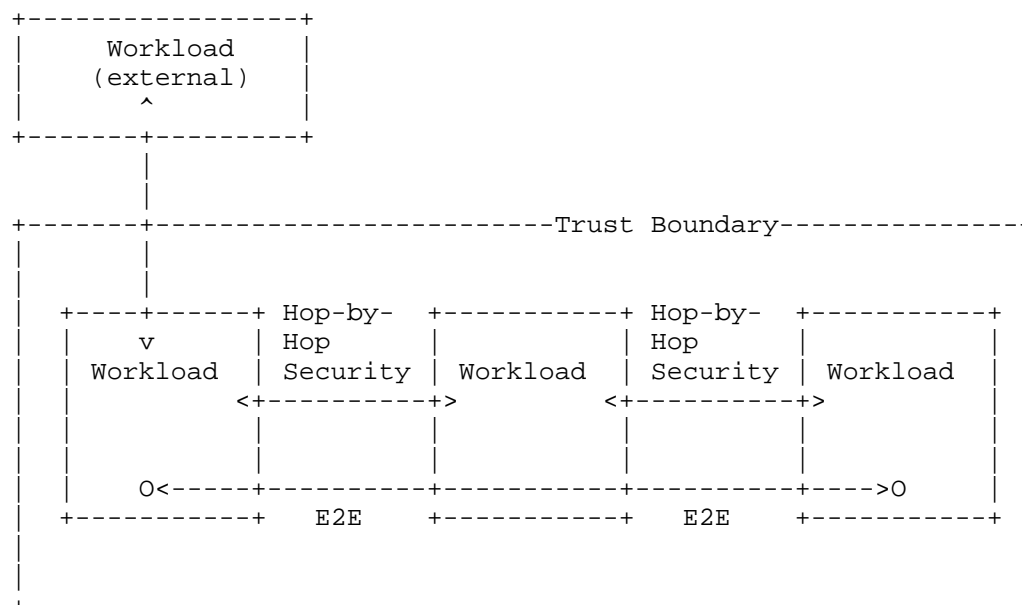 Workload
(external)
Trust Boundary
Hop-by- Hop-by-
v Hop Hop
Workload Security Workload Security Workload
O O
E2E E2E